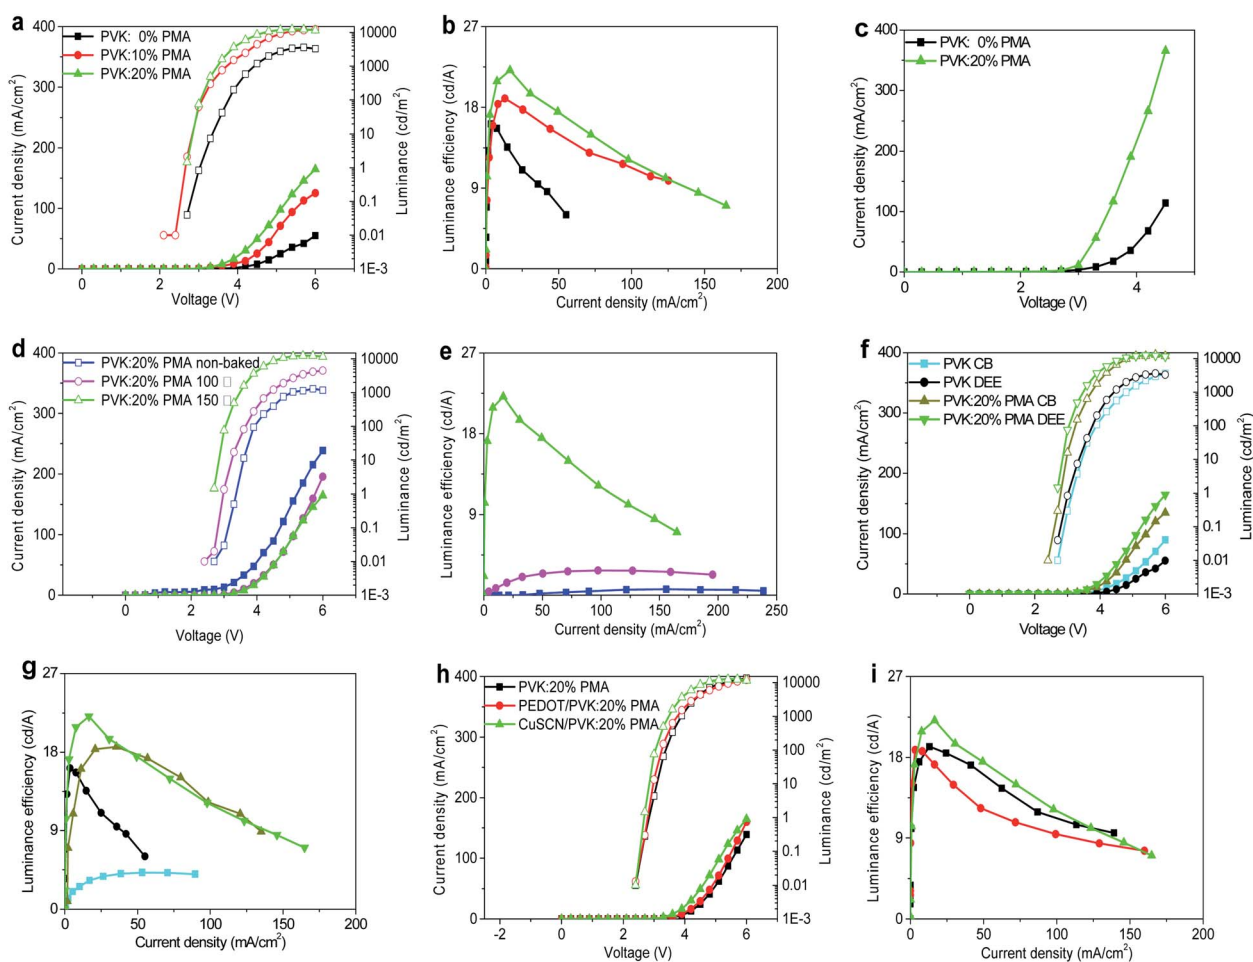 a
PVK: 0% PMA
PVK:10% PMA
PVK:20% PMA
Current density (mA/cm²)
400
300
200
100
0
0 2 4 6
Voltage (V)
10000
1000
100
10
1
0.1
0.01
1E-3
Luminance (cd/m²)
b
Luminance efficiency (cd/A)
27
18
9
0
0 50 100 150 200
Current density (mA/cm²)
c
PVK: 0% PMA
PVK:20% PMA
Current density (mA/cm²)
400
300
200
100
0
0 1 2 3 4 5
Voltage (V)
d
PVK:20% PMA non-baked
PVK:20% PMA 100 □
PVK:20% PMA 150 □
Current density (mA/cm²)
400
300
200
100
0
0 2 4 6
Voltage (V)
10000
1000
100
10
1
0.1
0.01
1E-3
Luminance (cd/m²)
e
Luminance efficiency (cd/A)
27
18
9
0
0 50 100 150 200 250
Current density (mA/cm²)
f
PVK CB
PVK DEE
PVK:20% PMA CB
PVK:20% PMA DEE
Current density (mA/cm²)
400
300
200
100
0
0 2 4 6
Voltage (V)
10000
1000
100
10
1
0.1
0.01
1E-3
Luminance (cd/m²)
g
Luminance efficiency (cd/A)
27
18
9
0
0 50 100 150 200
Current density (mA/cm²)
h
PVK:20% PMA
PEDOT/PVK:20% PMA
CuSCN/PVK:20% PMA
Current density (mA/cm²)
400
300
200
100
0
-2 0 2 4 6
Voltage (V)
10000
1000
100
10
1
0.1
0.01
1E-3
Luminance (cd/m²)
i
Luminance efficiency (cd/A)
27
18
9
0
0 50 100 150 200
Current density (mA/cm²)